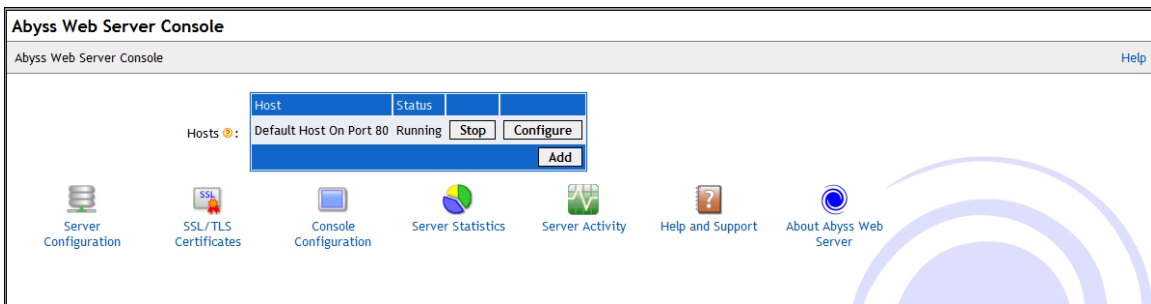 Abyss Web Server Console
Abyss Web Server Console
Help
Host Status
Hosts ?: Default Host On Port 80 Running Stop Configure
Add
SSL
?
Server Configuration
SSL/TLS Certificates
Console Configuration
Server Statistics
Server Activity
Help and Support
About Abyss Web Server